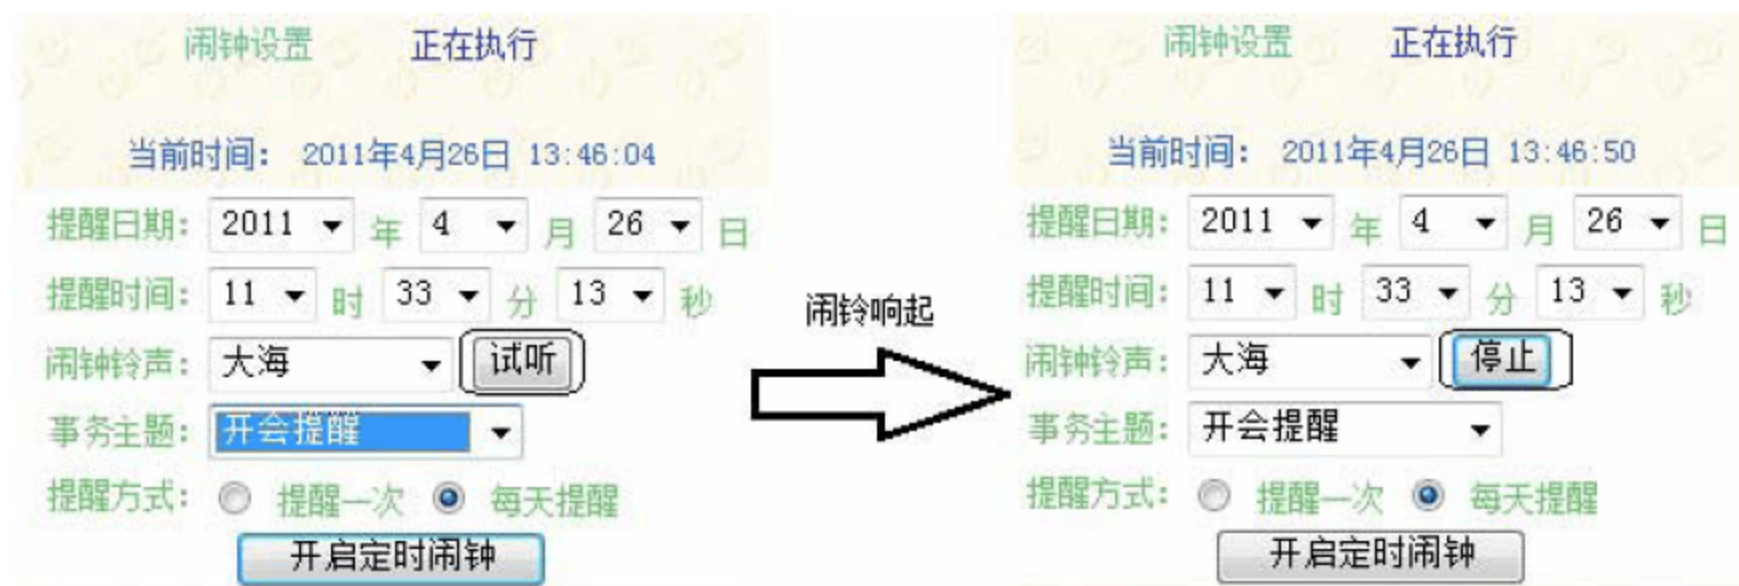 闹钟设置 正在执行
当前时间： 2011年4月26日 13:46:04
提醒日期： 2011 年 4 月 26 日
提醒时间： 11 时 33 分 13 秒
闹钟铃声： 大海 试听
事务主题： 开会提醒
提醒方式： 提醒一次 每天提醒
开启定时闹钟
闹铃响起
闹钟设置 正在执行
当前时间： 2011年4月26日 13:46:50
提醒日期： 2011 年 4 月 26 日
提醒时间： 11 时 33 分 13 秒
闹钟铃声： 大海 停止
事务主题： 开会提醒
提醒方式： 提醒一次 每天提醒
开启定时闹钟